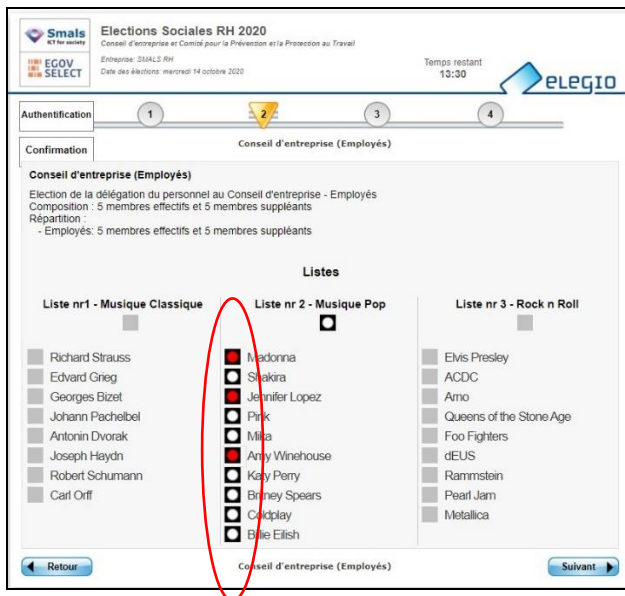 Smals
ICT for society
EGOV
SELECT
Elections Sociales RH 2020
Conseil d'entreprise et Comité pour la Prévention et la Protection au Travail
Entreprise: SMALS RH
Date des élections: mercredi 14 octobre 2020
Temps restant
13:30
eLegio
Authentification
1
2
3
4
Confirmation
Conseil d'entreprise (Employés)
Conseil d'entreprise (Employés)
Election de la délégation du personnel au Conseil d'entreprise - Employés
Composition : 5 membres effectifs et 5 membres suppléants
Répartition :
- Employés: 5 membres effectifs et 5 membres suppléants
Listes
Liste nr1 - Musique Classique
Richard Strauss
Edvard Grieg
Georges Bizet
Johann Pachelbel
Antonin Dvorak
Joseph Haydn
Robert Schumann
Carl Orff
Liste nr 2 - Musique Pop
Madonna
Shakira
Jennifer Lopez
Pink
Mika
Amy Winehouse
Katy Perry
Britney Spears
Coldplay
Billie Eilish
Liste nr 3 - Rock n Roll
Elvis Presley
ACDC
Arno
Queens of the Stone Age
Foo Fighters
dEUS
Rammstein
Pearl Jam
Metallica
Retour
Conseil d'entreprise (Employés)
Suivant